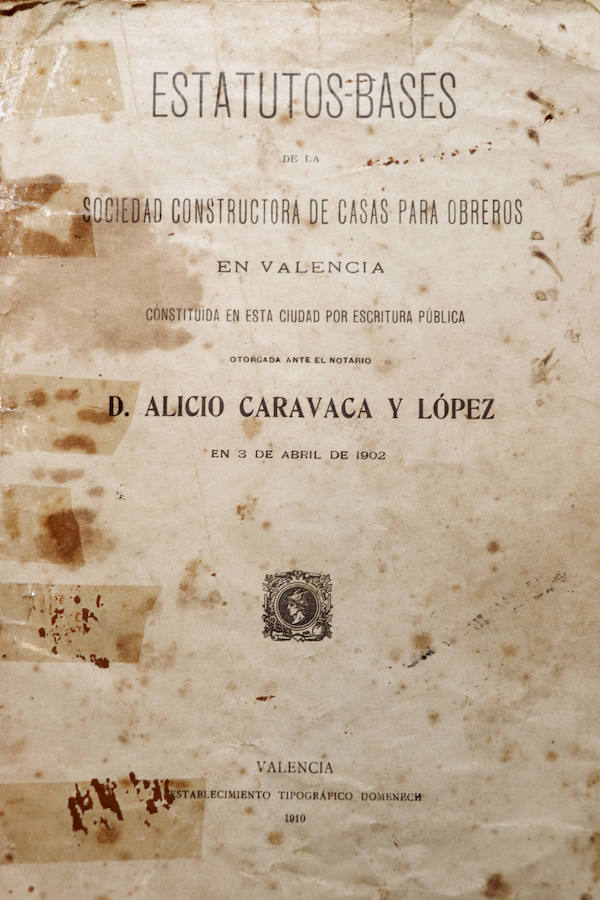 ESTATUTOS-BASES
DE LA
SOCIEDAD CONSTRUCTORA DE CASAS PARA OBREROS
EN VALENCIA
CONSTITUÍDA EN ESTA CIUDAD POR ESCRITURA PÚBLICA
OTORGADA ANTE EL NOTARIO
D. ALICIO CARAVACA Y LÓPEZ
EN 3 DE ABRIL DE 1902
VALENCIA
ESTABLECIMIENTO TIPOGRÁFICO DOMENECH
1910